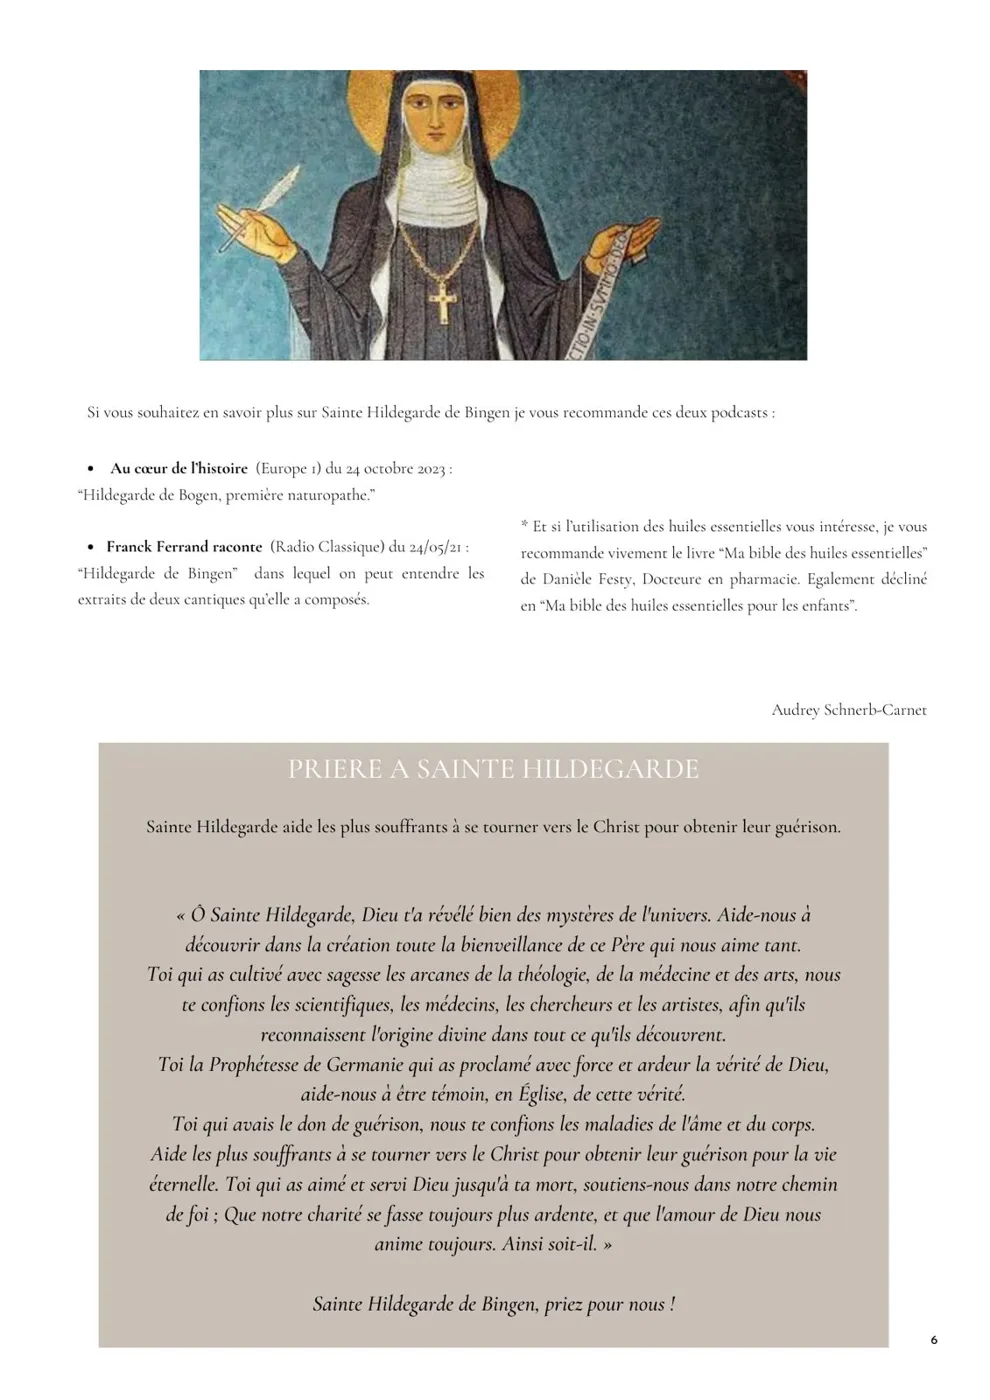 CTIO·IN·SVMMO·DEO
Si vous souhaitez en savoir plus sur Sainte Hildegarde de Bingen je vous recommande ces deux podcasts :
• Au cœur de l'histoire (Europe 1) du 24 octobre 2023 :
“Hildegarde de Bogen, première naturopathe.”
• Franck Ferrand raconte (Radio Classique) du 24/05/21 :
“Hildegarde de Bingen” dans lequel on peut entendre les
extraits de deux cantiques qu'elle a composés.
* Et si l'utilisation des huiles essentielles vous intéresse, je vous
recommande vivement le livre “Ma bible des huiles essentielles”
de Danièle Festy, Docteure en pharmacie. Egalement décliné
en “Ma bible des huiles essentielles pour les enfants”.
Audrey Schnerb-Carnet
PRIERE A SAINTE HILDEGARDE
Sainte Hildegarde aide les plus souffrants à se tourner vers le Christ pour obtenir leur guérison.
« Ô Sainte Hildegarde, Dieu t'a révélé bien des mystères de l'univers. Aide-nous à
découvrir dans la création toute la bienveillance de ce Père qui nous aime tant.
Toi qui as cultivé avec sagesse les arcanes de la théologie, de la médecine et des arts, nous
te confions les scientifiques, les médecins, les chercheurs et les artistes, afin qu'ils
reconnaissent l'origine divine dans tout ce qu'ils découvrent.
Toi la Prophétesse de Germanie qui as proclamé avec force et ardeur la vérité de Dieu,
aide-nous à être témoin, en Église, de cette vérité.
Toi qui avais le don de guérison, nous te confions les maladies de l'âme et du corps.
Aide les plus souffrants à se tourner vers le Christ pour obtenir leur guérison pour la vie
éternelle. Toi qui as aimé et servi Dieu jusqu'à ta mort, soutiens-nous dans notre chemin
de foi ; Que notre charité se fasse toujours plus ardente, et que l'amour de Dieu nous
anime toujours. Ainsi soit-il. »
Sainte Hildegarde de Bingen, priez pour nous !
6